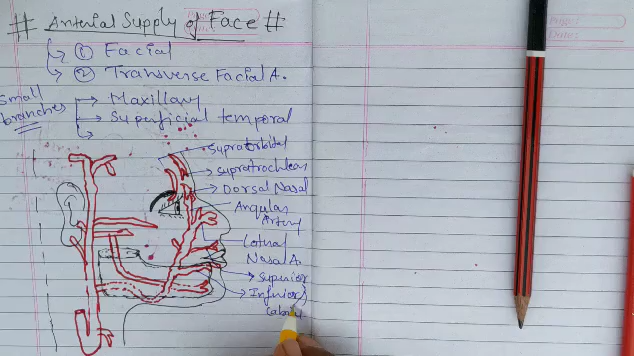 # Arterial Supply of Face #
① Facial
② Transverse Facial A.
Small branches
Maxillary
Superficial temporal
Supraorbital
Supratrochlear
Dorsal Nasal
Angular Artery
Lateral Nasal A.
Superior
Inferior
Labial